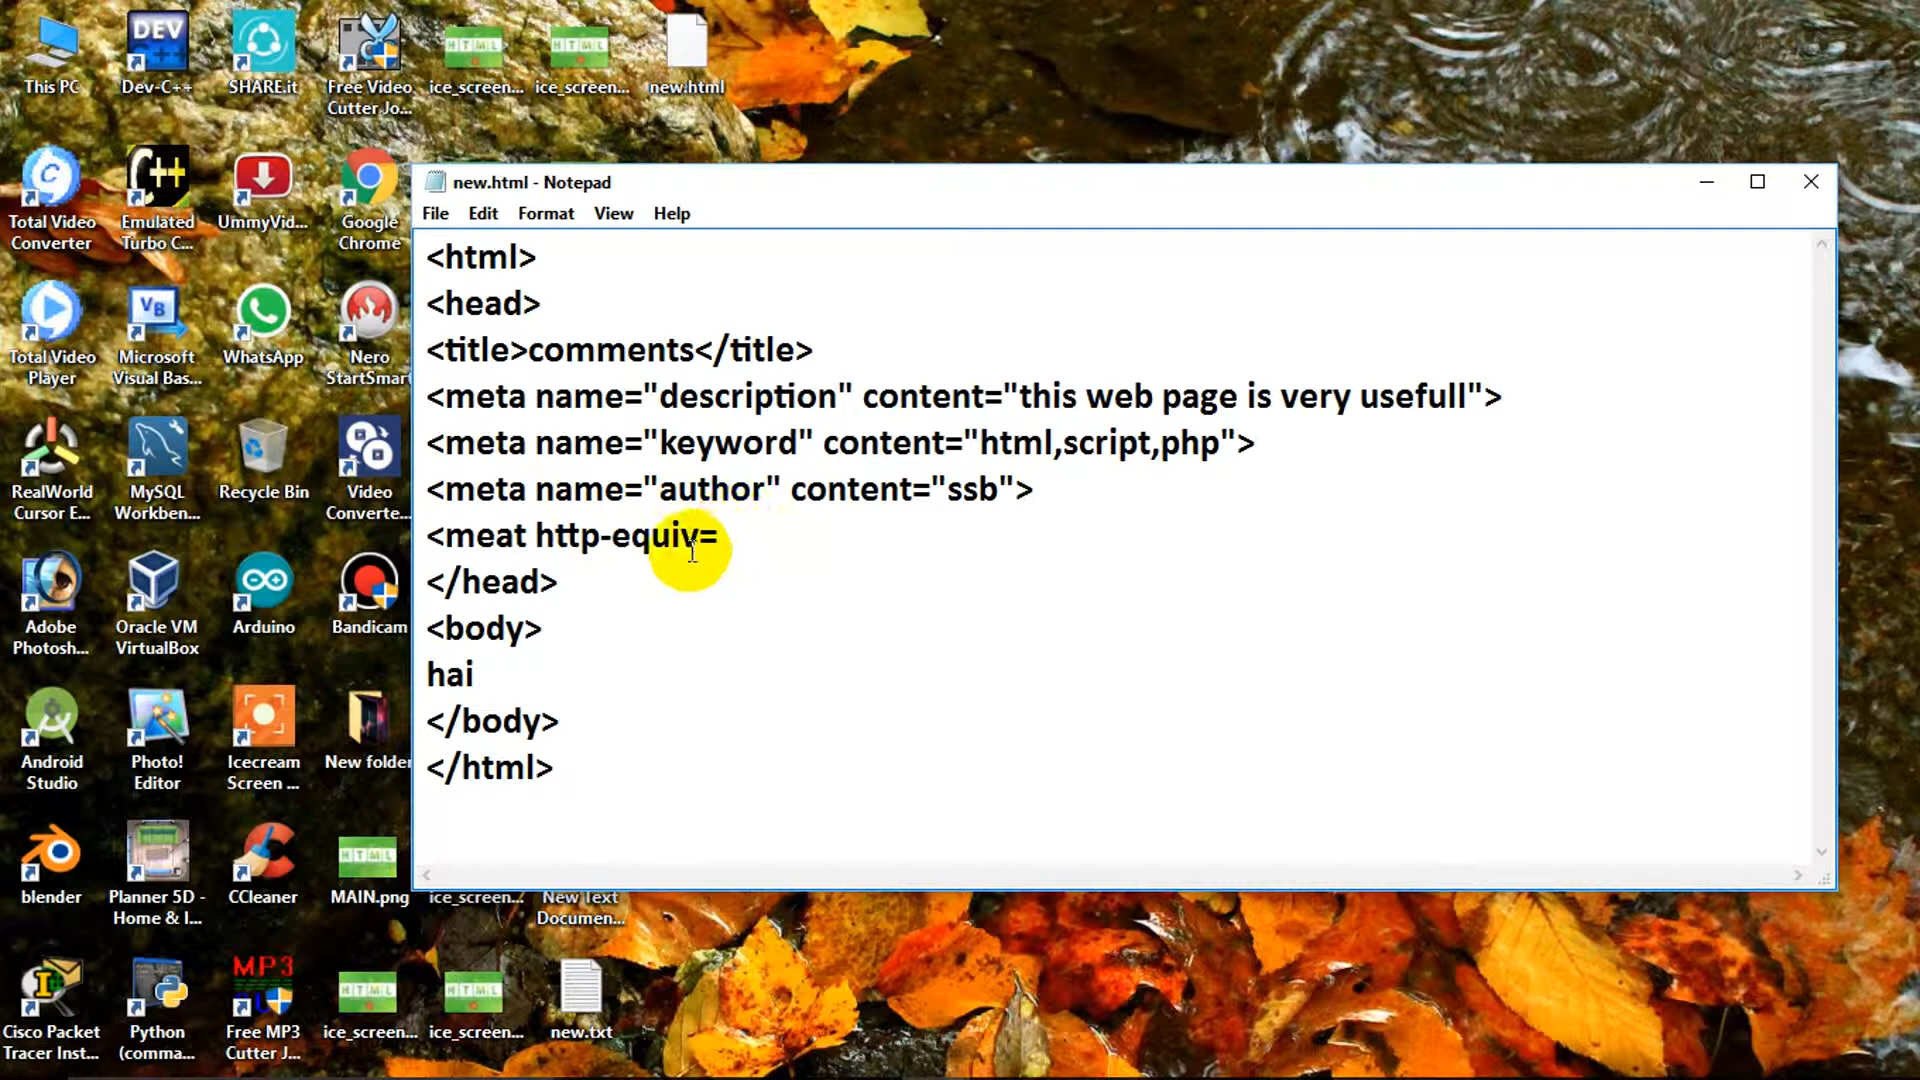 This PC
Dev-C++
SHARE.it
Free Video
Cutter Jo...
ice_screen...
ice_screen...
new.html
Total Video
Converter
Emulated
Turbo C...
UmmyVid...
Google
Chrome
Total Video
Player
Microsoft
Visual Bas...
WhatsApp
Nero
StartSmart
RealWorld
Cursor E...
MySQL
Workben...
Recycle Bin
Video
Converte...
Adobe
Photosh...
Oracle VM
VirtualBox
Arduino
Bandicam
Android
Studio
Photo!
Editor
Icecream
Screen ...
New folder
blender
Planner 5D -
Home & I...
CCleaner
MAIN.png
ice_screen...
New Text
Documen...
Cisco Packet
Tracer Inst...
Python
(comma...
Free MP3
Cutter J...
ice_screen...
ice_screen...
new.txt
new.html - Notepad
File Edit Format View Help
<html>
<head>
<title>comments</title>
<meta name="description" content="this web page is very usefull">
<meta name="keyword" content="html,script,php">
<meta name="author" content="ssb">
<meat http-equiv=
</head>
<body>
hai
</body>
</html>